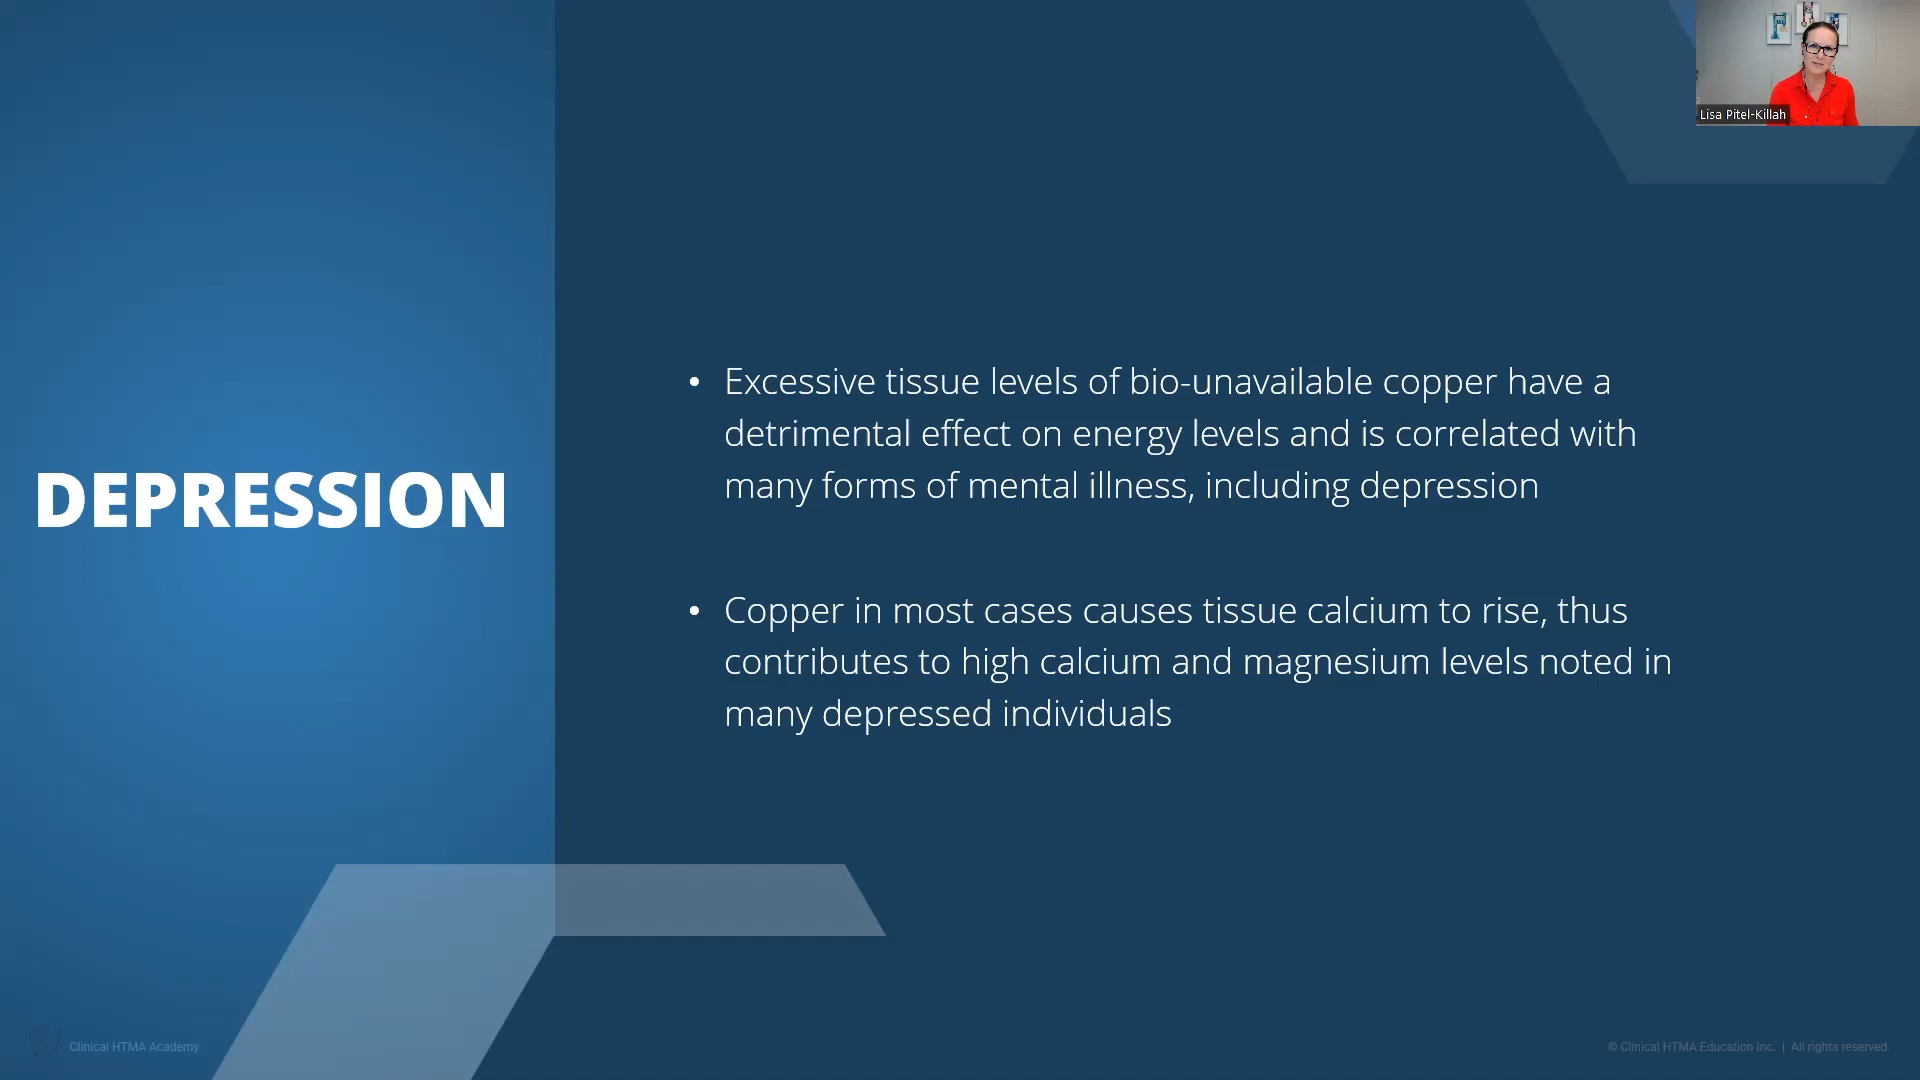 Lisa Pitel-Killah
DEPRESSION
• Excessive tissue levels of bio-unavailable copper have a
detrimental effect on energy levels and is correlated with
many forms of mental illness, including depression
• Copper in most cases causes tissue calcium to rise, thus
contributes to high calcium and magnesium levels noted in
many depressed individuals
Clinical HTMA Academy
© Clinical HTMA Education Inc. | All rights reserved